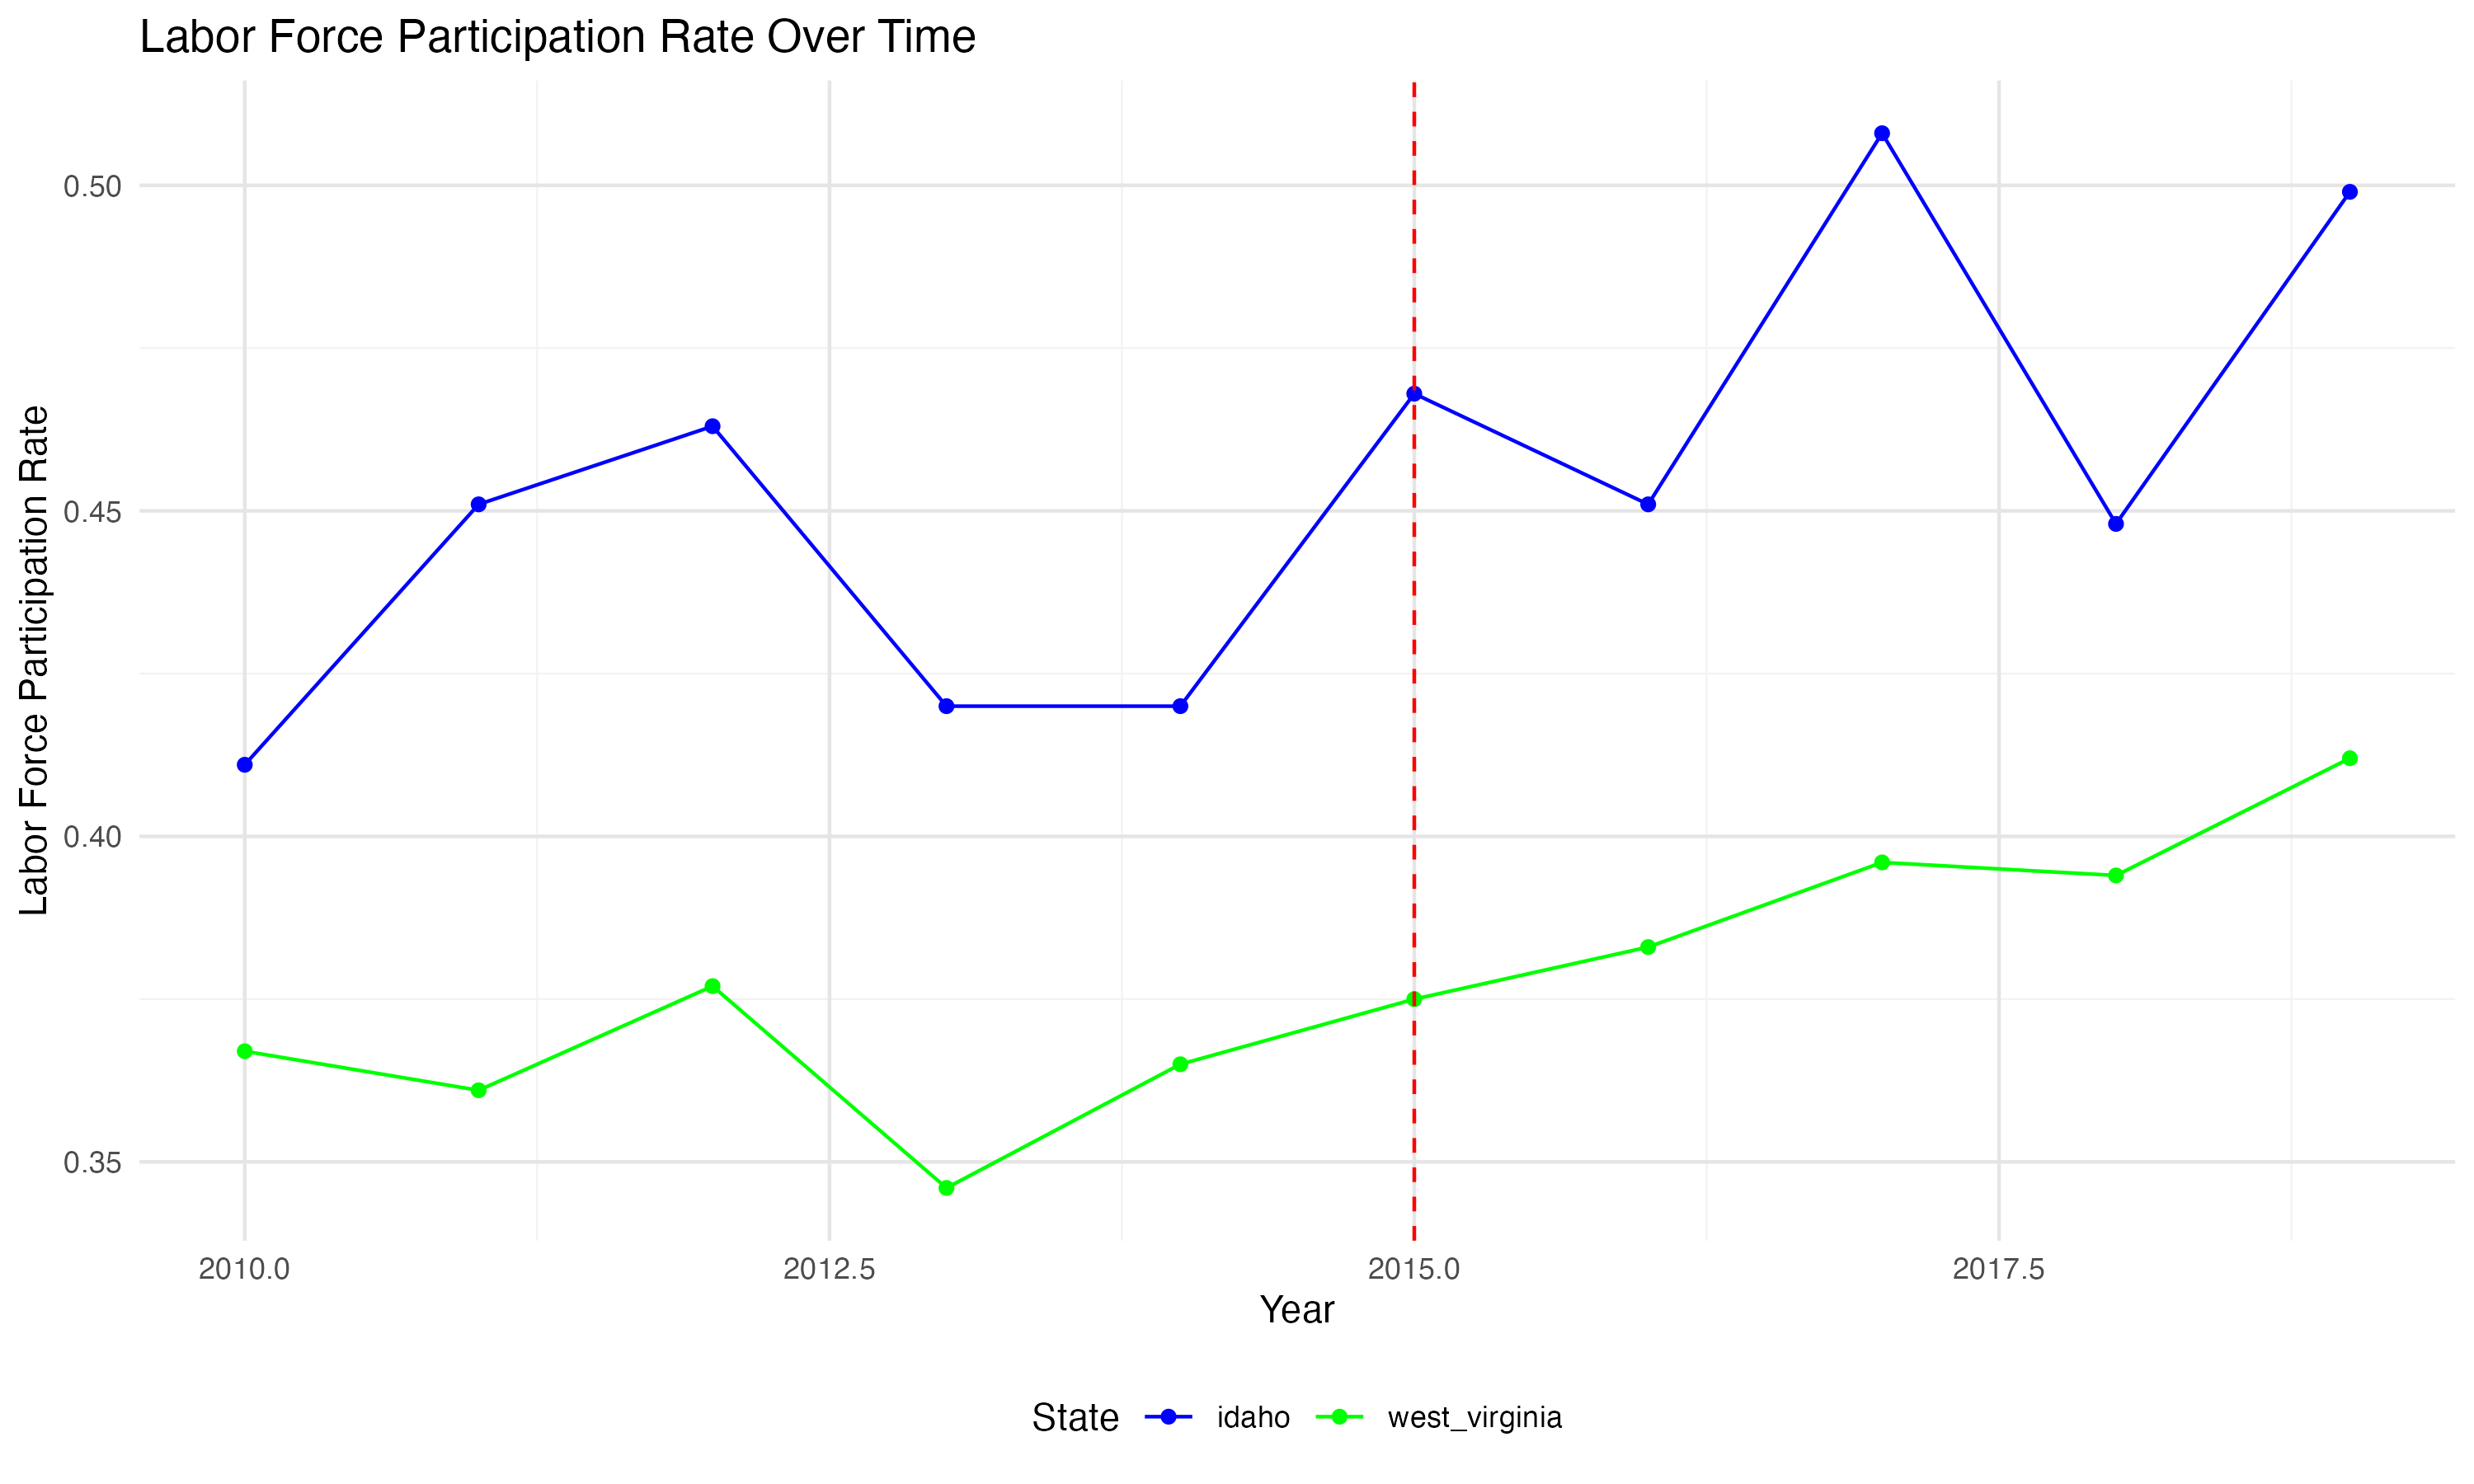 Labor Force Participation Rate Over Time
Labor Force Participation Rate
0.50
0.45
0.40
0.35
2010.0 2012.5 2015.0 2017.5
Year
State idaho west_virginia